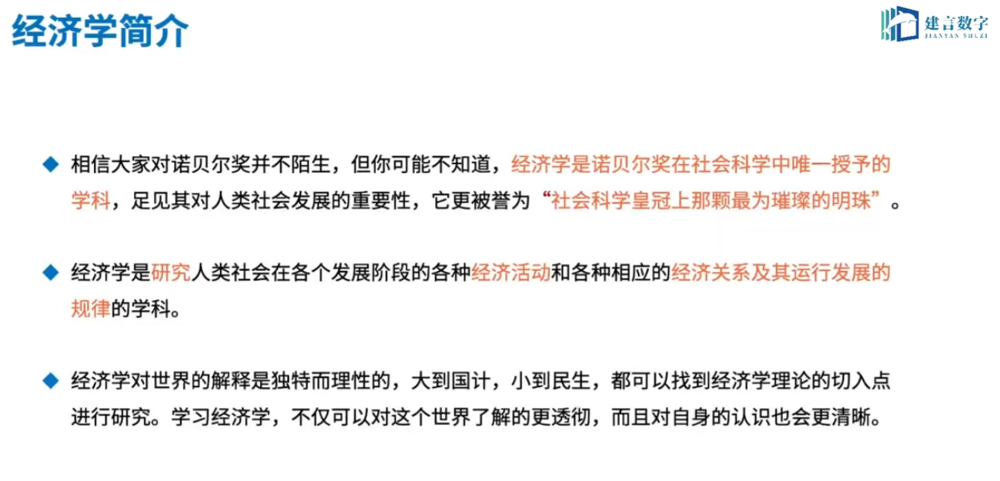 经济学简介
建言数字
JIANYAN SHUZI
相信大家对诺贝尔奖并不陌生，但你可能不知道，经济学是诺贝尔奖在社会科学中唯一授予的
学科，足见其对人类社会发展的重要性，它更被誉为“社会科学皇冠上那颗最为璀璨的明珠”。
经济学是研究人类社会在各个发展阶段的各种经济活动和各种相应的经济关系及其运行发展的
规律的学科。
经济学对世界的解释是独特而理性的，大到国计，小到民生，都可以找到经济学理论的切入点
进行研究。学习经济学，不仅可以对这个世界了解的更透彻，而且对自身的认识也会更清晰。